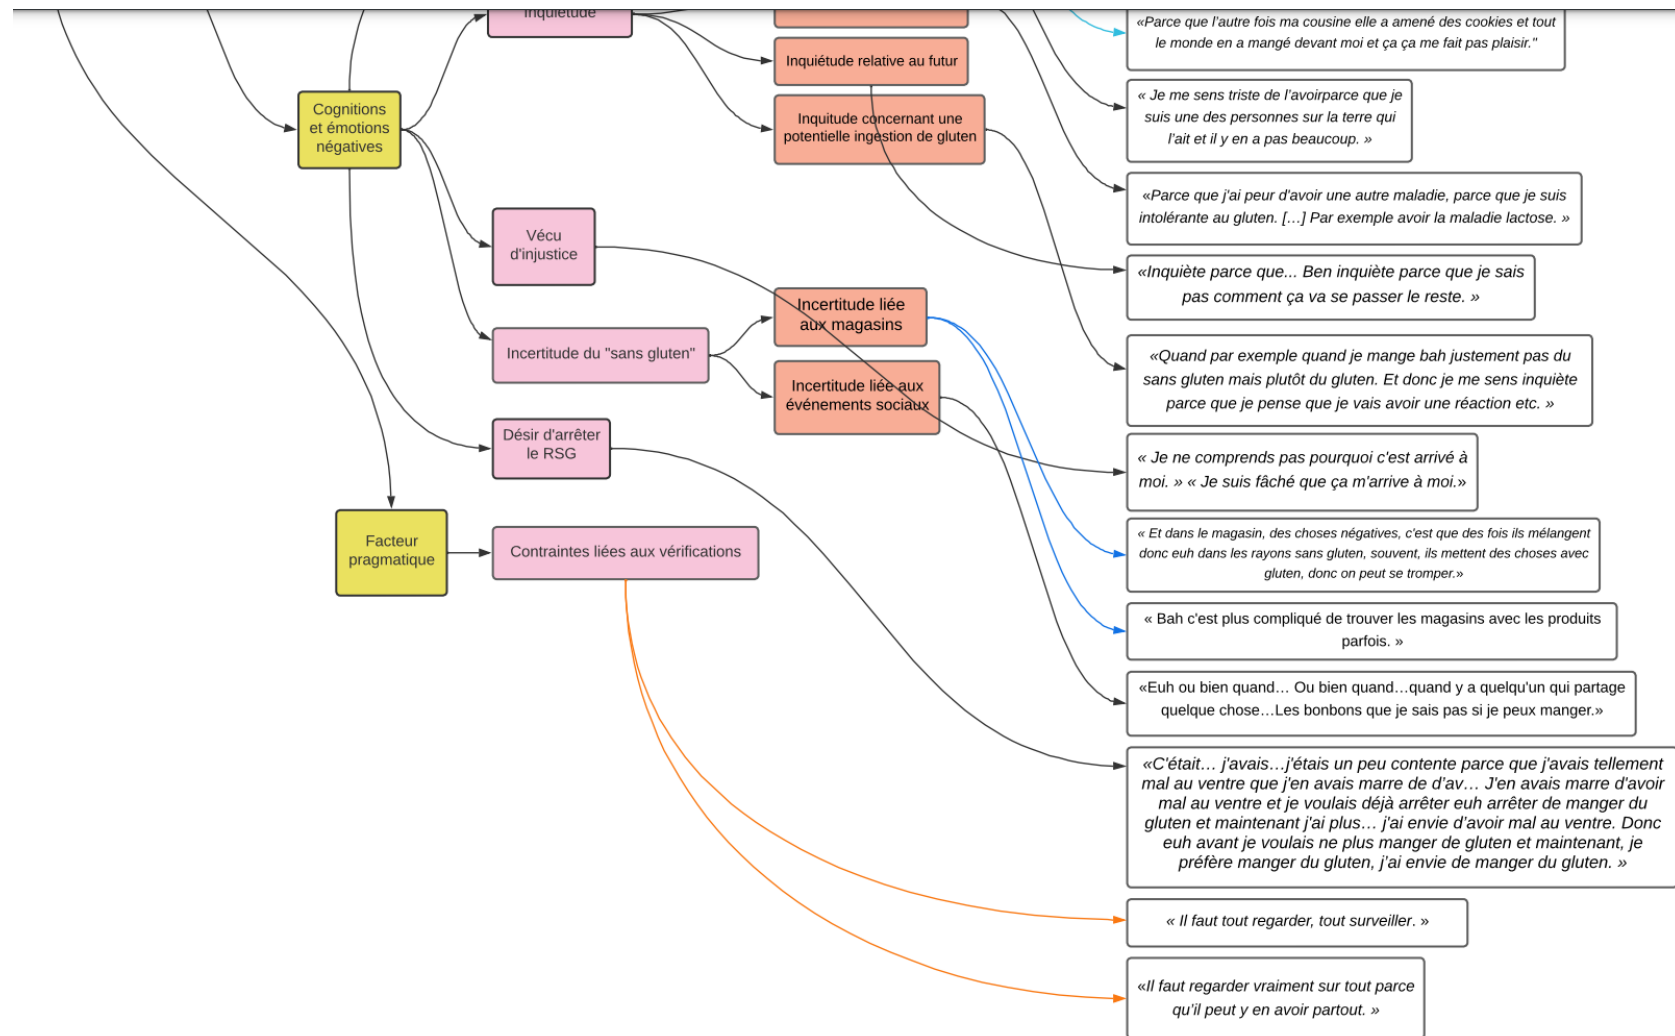 Inquiétude
Inquiétude relative au futur
Inquitude concernant une
potentielle ingestion de gluten
Cognitions
et émotions
négatives
Vécu
d'injustice
Incertitude du "sans gluten"
Incertitude liée
aux magasins
Incertitude liée aux
événements sociaux
Désir d'arrêter
le RSG
Facteur
pragmatique
Contraintes liées aux vérifications
«Parce que l'autre fois ma cousine elle a amené des cookies et tout
le monde en a mangé devant moi et ça ça me fait pas plaisir."
« Je me sens triste de l'avoirparce que je
suis une des personnes sur la terre qui
l'ait et il y en a pas beaucoup. »
«Parce que j'ai peur d'avoir une autre maladie, parce que je suis
intolérante au gluten. […] Par exemple avoir la maladie lactose. »
«Inquiète parce que... Ben inquiète parce que je sais
pas comment ça va se passer le reste. »
«Quand par exemple quand je mange bah justement pas du
sans gluten mais plutôt du gluten. Et donc je me sens inquiète
parce que je pense que je vais avoir une réaction etc. »
« Je ne comprends pas pourquoi c'est arrivé à
moi. » « Je suis fâché que ça m'arrive à moi.»
« Et dans le magasin, des choses négatives, c'est que des fois ils mélangent
donc euh dans les rayons sans gluten, souvent, ils mettent des choses avec
gluten, donc on peut se tromper.»
« Bah c'est plus compliqué de trouver les magasins avec les produits
parfois. »
«Euh ou bien quand… Ou bien quand…quand y a quelqu'un qui partage
quelque chose…Les bonbons que je sais pas si je peux manger.»
«C'était… j'avais…j'étais un peu contente parce que j'avais tellement
mal au ventre que j'en avais marre de d'av… J'en avais marre d'avoir
mal au ventre et je voulais déjà arrêter euh arrêter de manger du
gluten et maintenant j'ai plus… j'ai envie d'avoir mal au ventre. Donc
euh avant je voulais ne plus manger de gluten et maintenant, je
préfère manger du gluten, j'ai envie de manger du gluten. »
« Il faut tout regarder, tout surveiller. »
«Il faut regarder vraiment sur tout parce
qu'il peut y en avoir partout. »